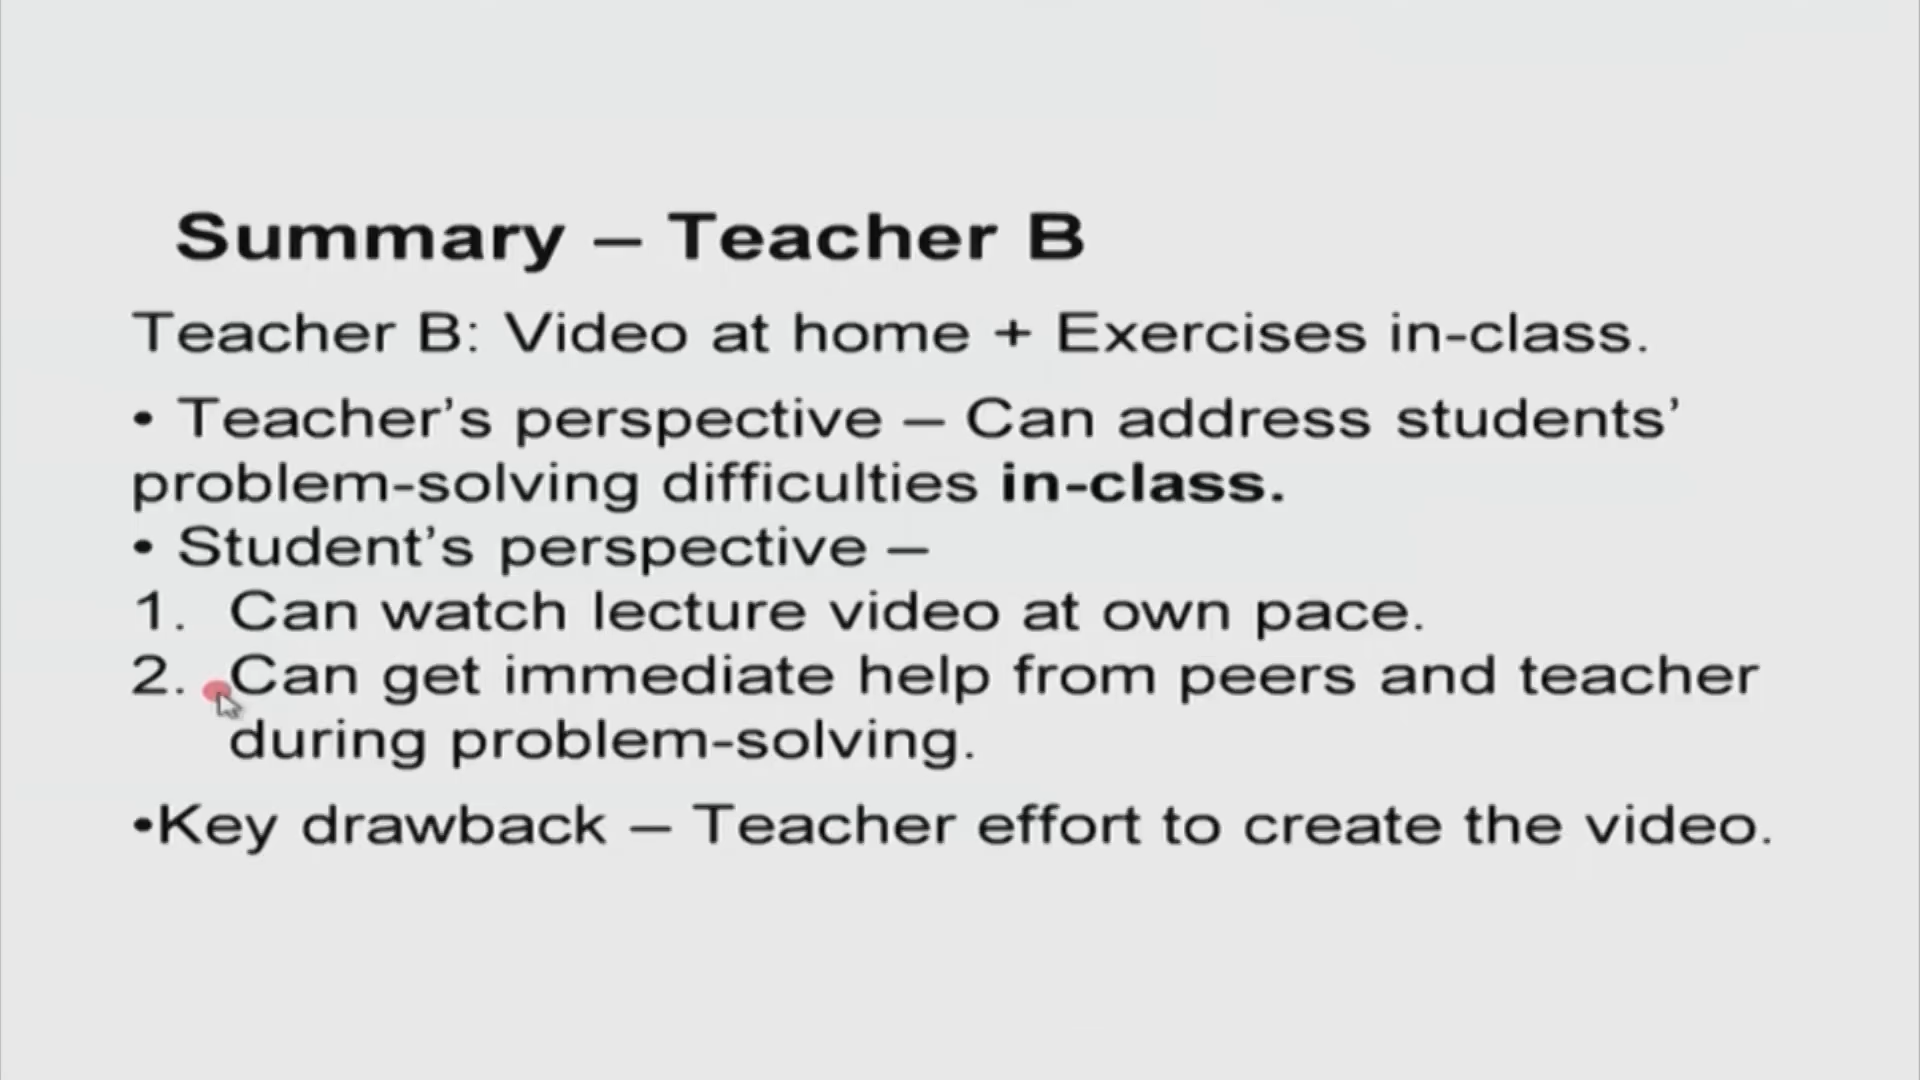 Summary – Teacher B
Teacher B: Video at home + Exercises in-class.
• Teacher’s perspective – Can address students’
problem-solving difficulties in-class.
• Student’s perspective –
1. Can watch lecture video at own pace.
2. Can get immediate help from peers and teacher
during problem-solving.
•Key drawback – Teacher effort to create the video.